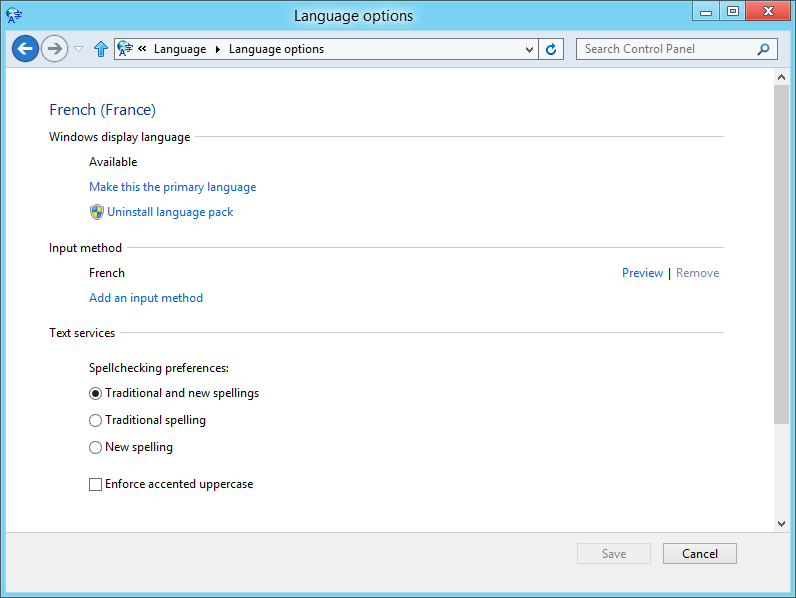 Language options
« Language ▸ Language options
Search Control Panel
French (France)
Windows display language
Available
Make this the primary language
Uninstall language pack
Input method
French Preview | Remove
Add an input method
Text services
Spellchecking preferences:
Traditional and new spellings
Traditional spelling
New spelling
Enforce accented uppercase
Save Cancel